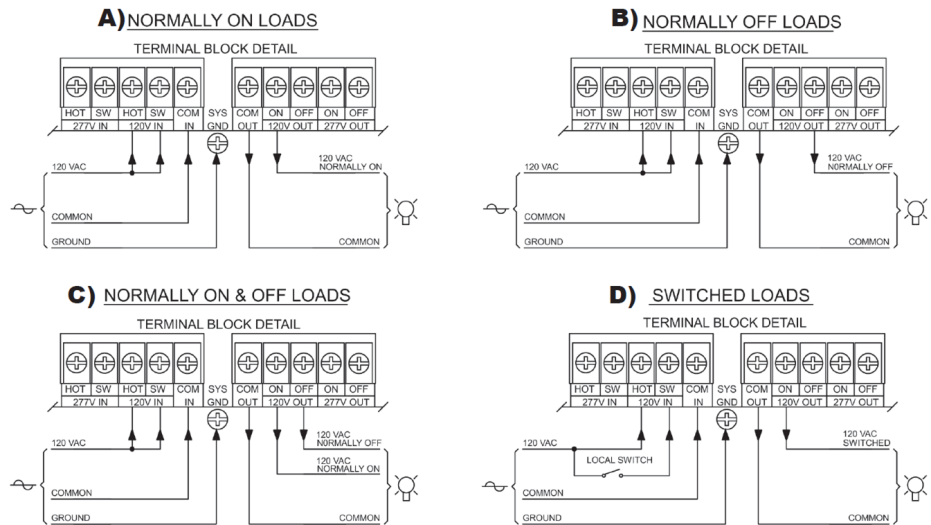 A) NORMALLY ON LOADS
TERMINAL BLOCK DETAIL
HOT SW HOT SW COM SYS COM ON OFF ON OFF
277V IN 120V IN IN GND OUT 120V OUT 277V OUT
120 VAC
120 VAC
NORMALLY ON
COMMON
GROUND
COMMON
B) NORMALLY OFF LOADS
TERMINAL BLOCK DETAIL
HOT SW HOT SW COM SYS COM ON OFF ON OFF
277V IN 120V IN IN GND OUT 120V OUT 277V OUT
120 VAC
120 VAC
N0RMALLY OFF
COMMON
GROUND
COMMON
C) NORMALLY ON & OFF LOADS
TERMINAL BLOCK DETAIL
HOT SW HOT SW COM SYS COM ON OFF ON OFF
277V IN 120V IN IN GND OUT 120V OUT 277V OUT
120 VAC
120 VAC
N0RMALLY OFF
120 VAC
NORMALLY ON
COMMON
GROUND
COMMON
D) SWITCHED LOADS
TERMINAL BLOCK DETAIL
HOT SW HOT SW COM SYS COM ON OFF ON OFF
277V IN 120V IN IN GND OUT 120V OUT 277V OUT
120 VAC
120 VAC
SWITCHED
LOCAL SWITCH
COMMON
GROUND
COMMON